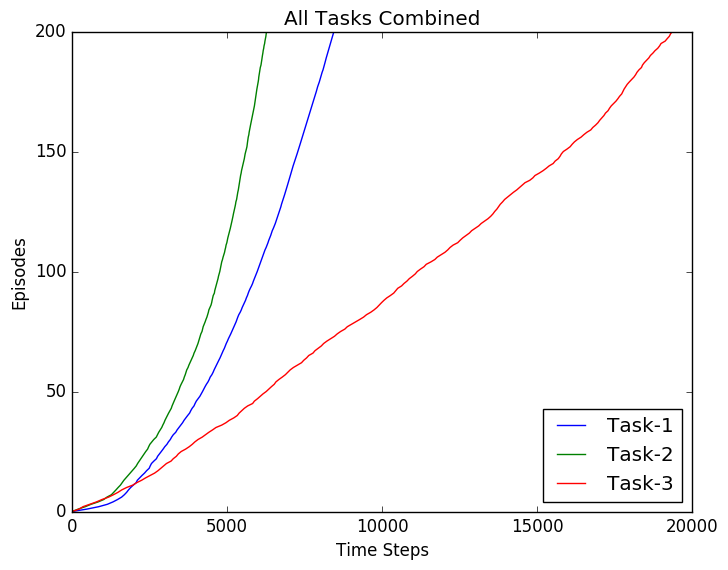 All Tasks Combined
200
150
100
50
0
Episodes
0 5000 10000 15000 20000
Time Steps
Task-1
Task-2
Task-3